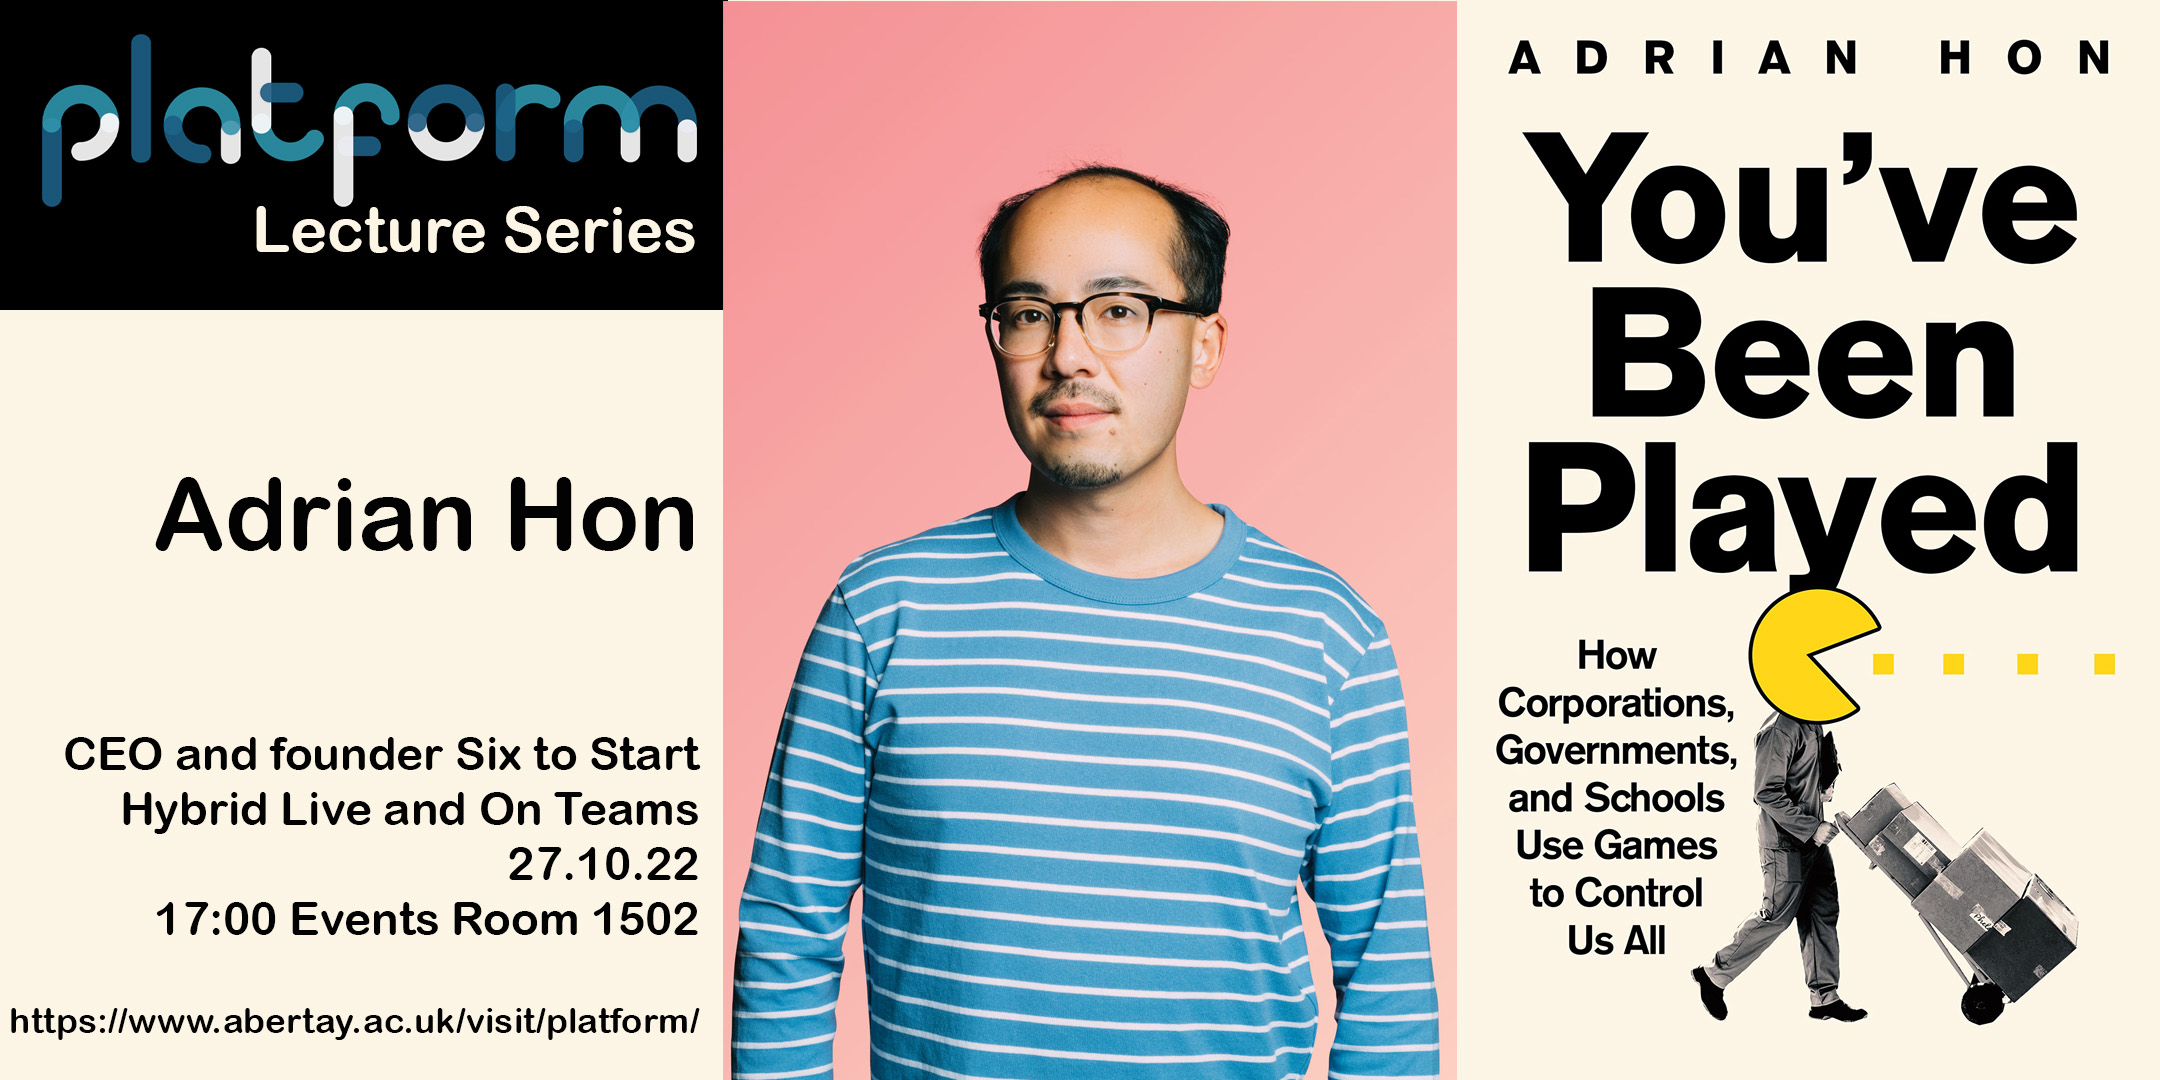 platform
Lecture Series
Adrian Hon
CEO and founder Six to Start
Hybrid Live and On Teams
27.10.22
17:00 Events Room 1502
https://www.abertay.ac.uk/visit/platform/
ADRIAN HON
You’ve
Been
Played
How
Corporations,
Governments,
and Schools
Use Games
to Control
Us All